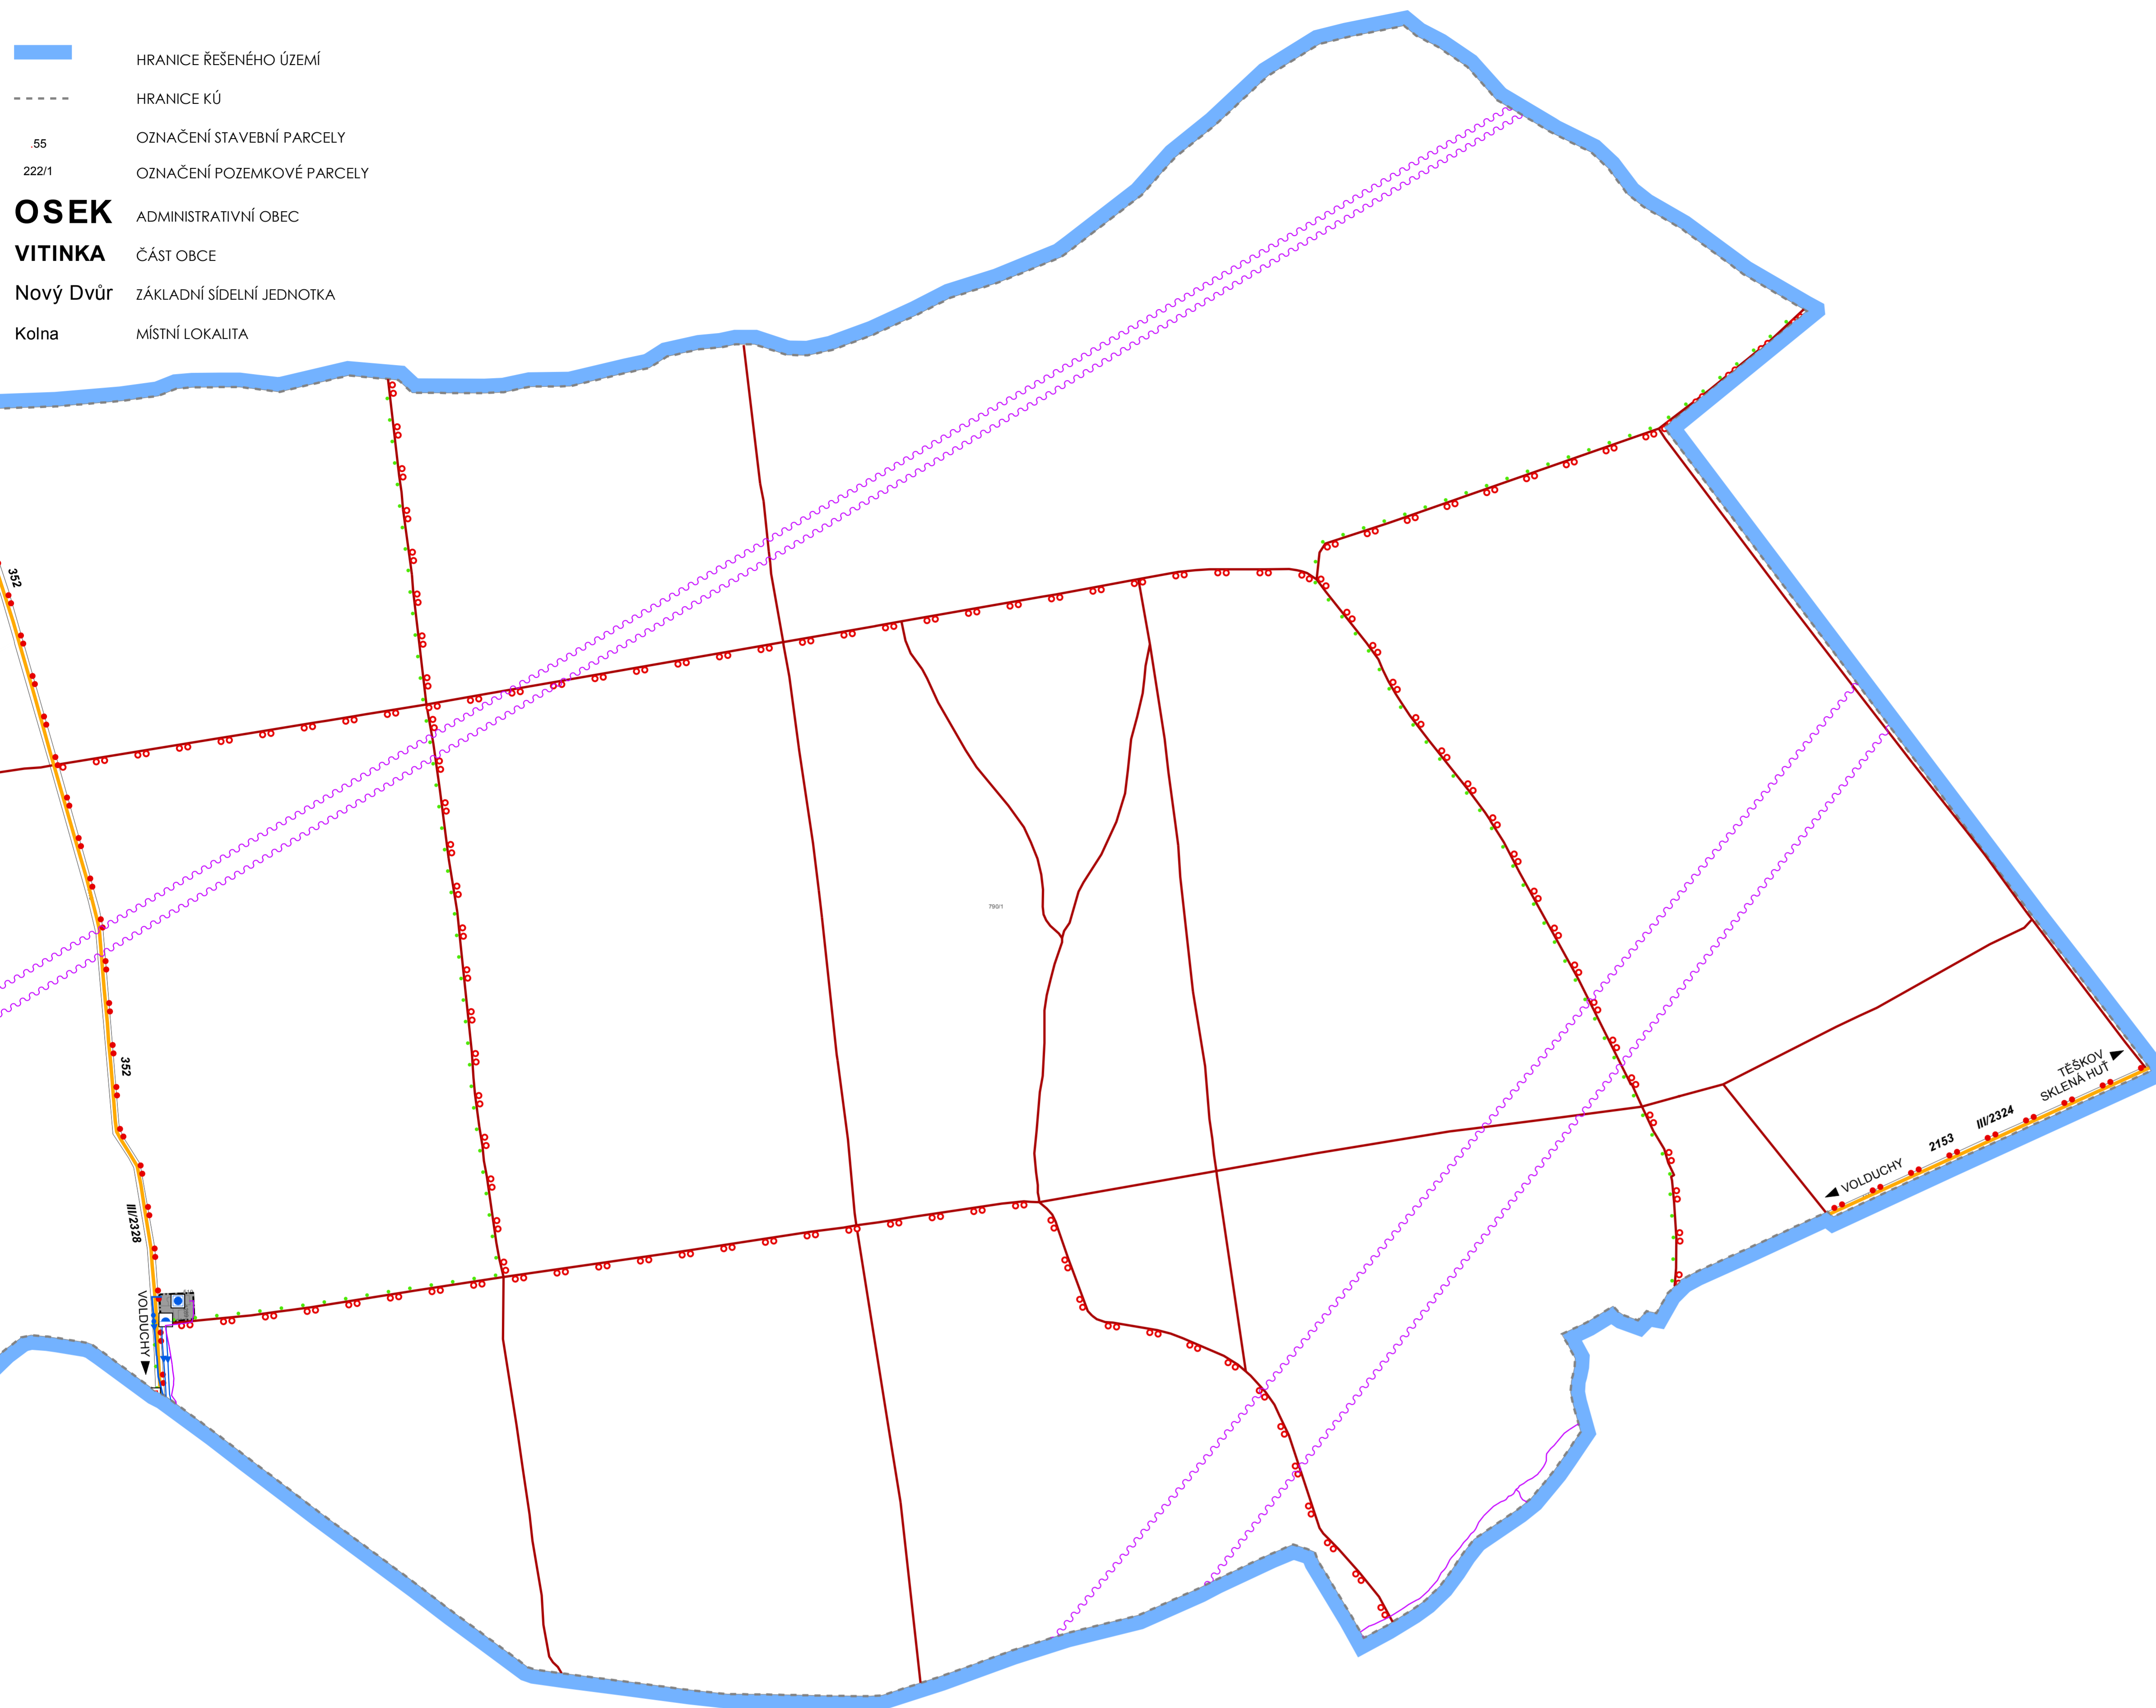 HRANICE ŘEŠENÉHO ÚZEMÍ
HRANICE KÚ
.55 OZNAČENÍ STAVEBNÍ PARCELY
222/1 OZNAČENÍ POZEMKOVÉ PARCELY
OSEK ADMINISTRATIVNÍ OBEC
VITINKA ČÁST OBCE
Nový Dvůr ZÁKLADNÍ SÍDELNÍ JEDNOTKA
Kolna MÍSTNÍ LOKALITA
352
799/1
352
TĚŠKOV
SKLENÁ HUŤ
III/2324
2153
VOLDUCHY
III/2328
VOLDUCHY